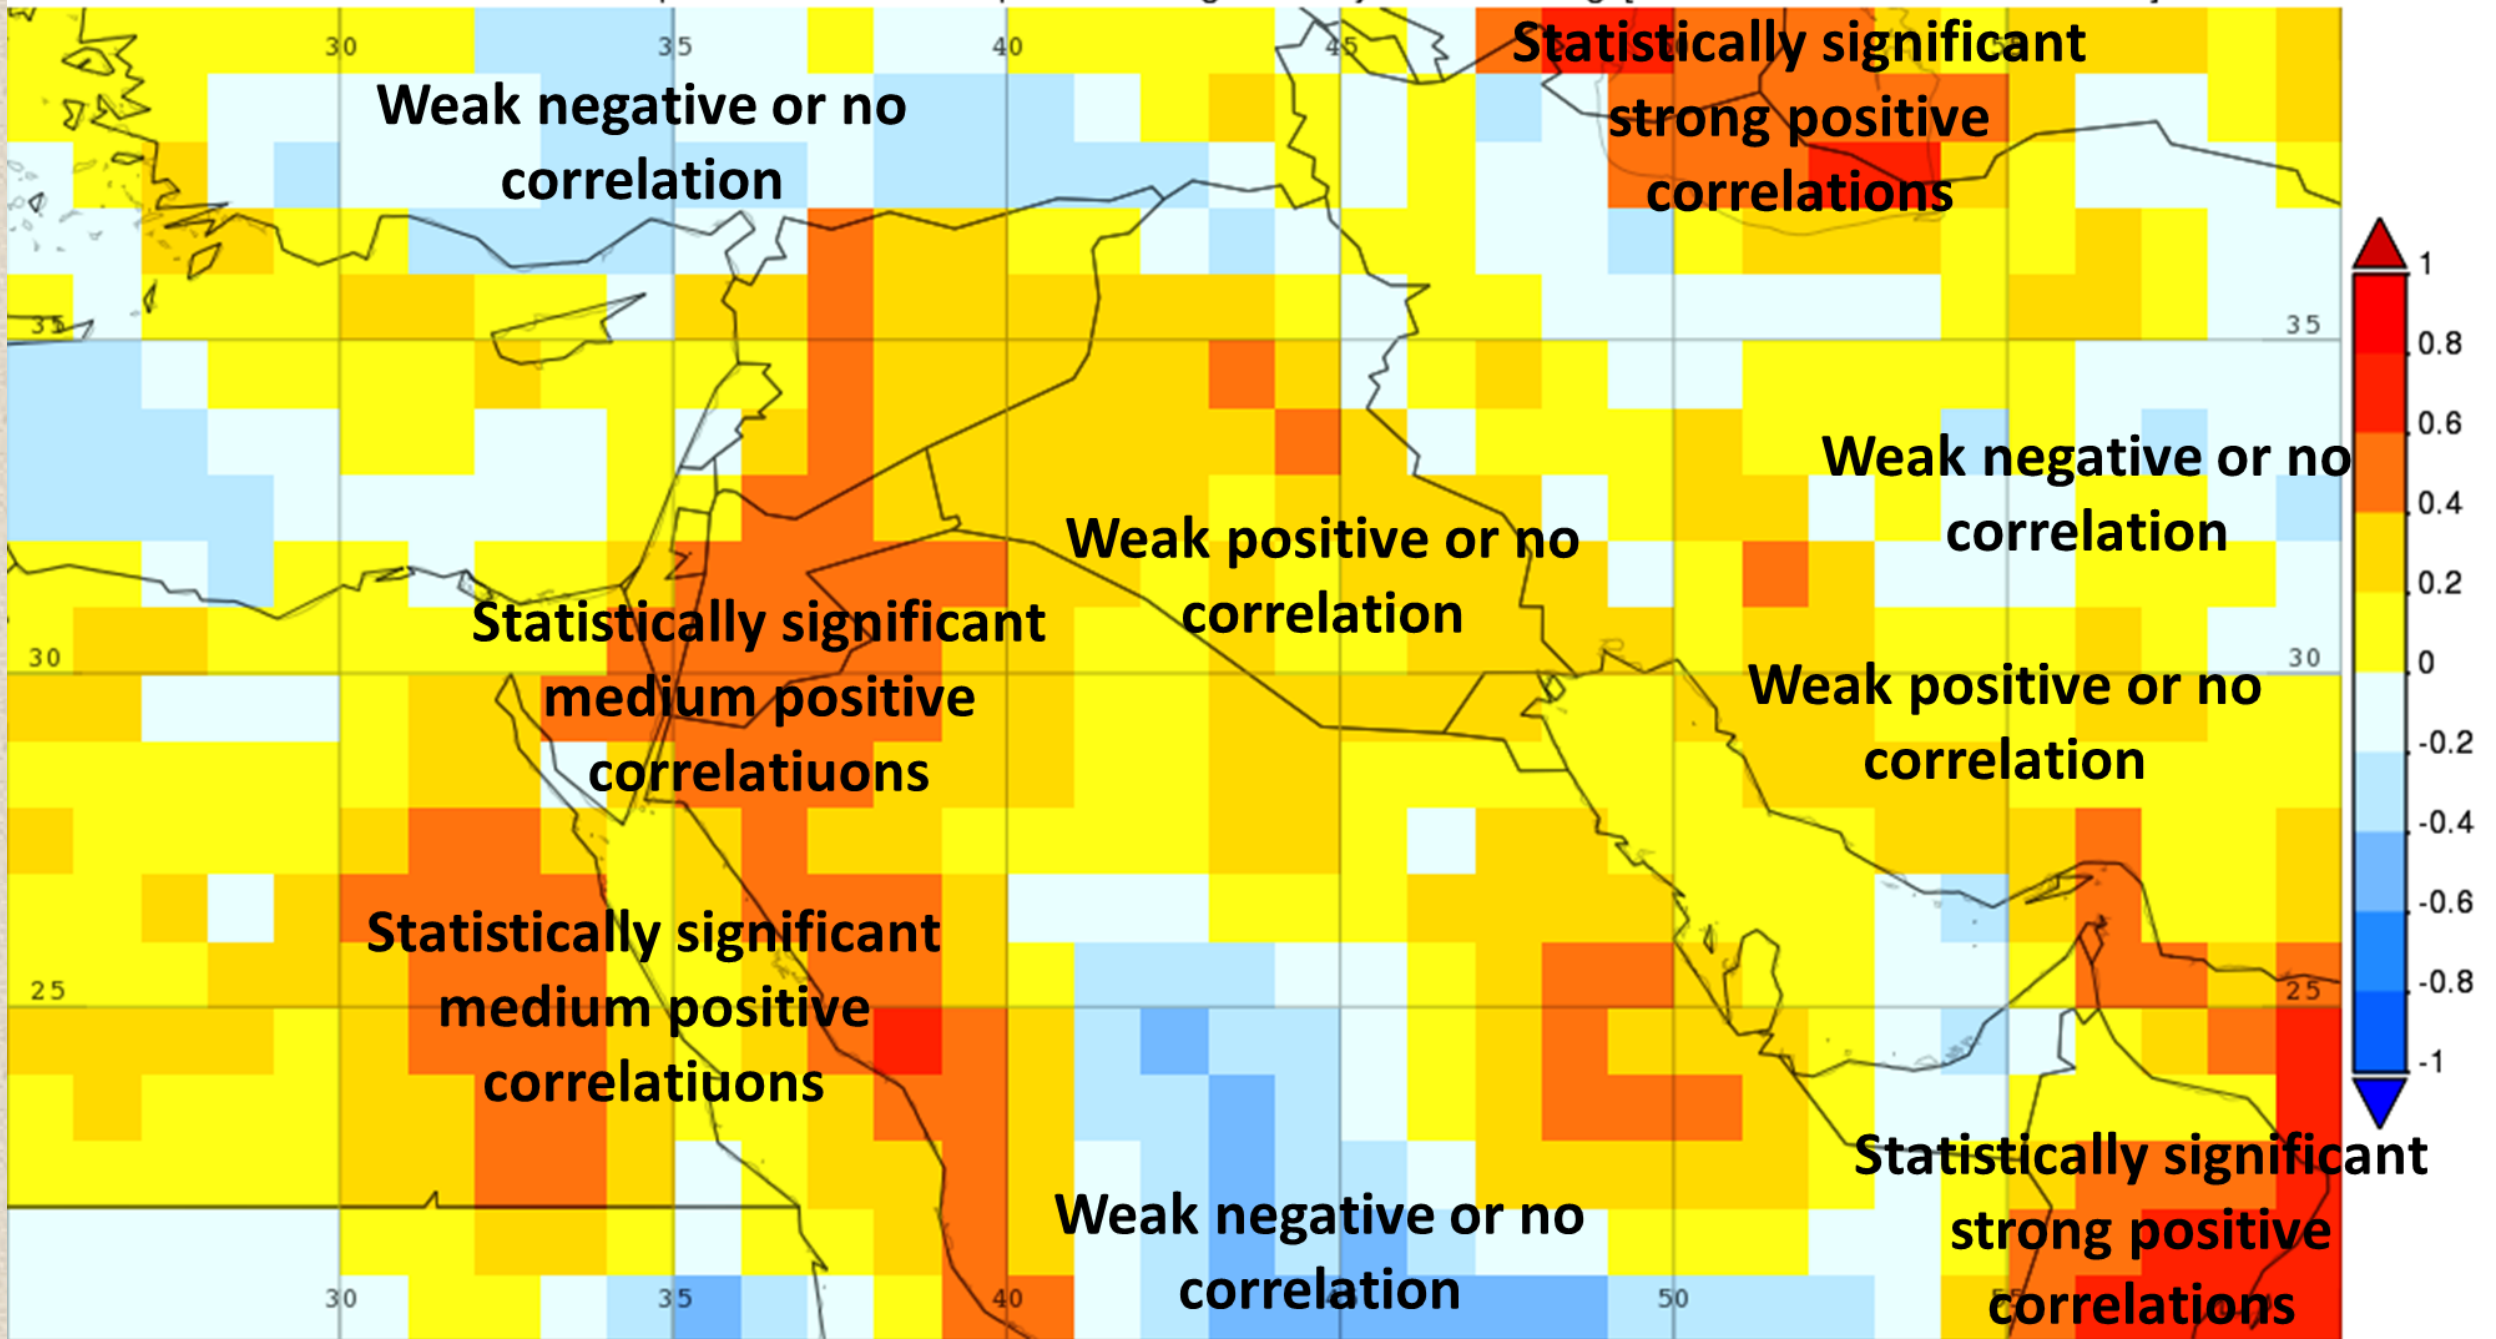 30 35 40 45 55
Statistically significant
strong positive
correlations
Weak negative or no
correlation
35 35
1
0.8
0.6
0.4
0.2
0
-0.2
-0.4
-0.6
-0.8
-1
Weak negative or no
correlation
Weak positive or no
correlation
Statistically significant
medium positive
correlatiuons
30 30
Weak positive or no
correlation
Statistically significant
medium positive
correlatiuons
25 25
Weak negative or no
correlation
Statistically significant
strong positive
correlations
30 35 40 45 50 55